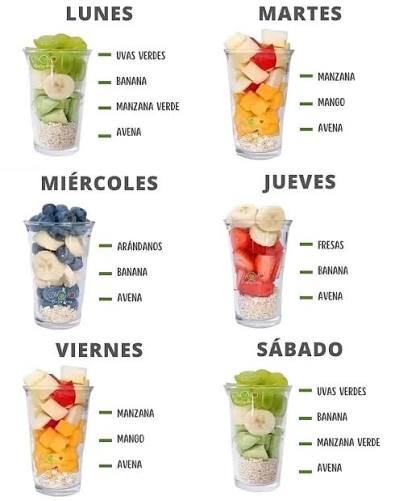 LUNES
UVAS VERDES
BANANA
MANZANA VERDE
AVENA
MARTES
MANZANA
MANGO
AVENA
MIÉRCOLES
ARÁNDANOS
BANANA
AVENA
JUEVES
FRESAS
BANANA
AVENA
VIERNES
MANZANA
MANGO
AVENA
SÁBADO
UVAS VERDES
BANANA
MANZANA VERDE
AVENA